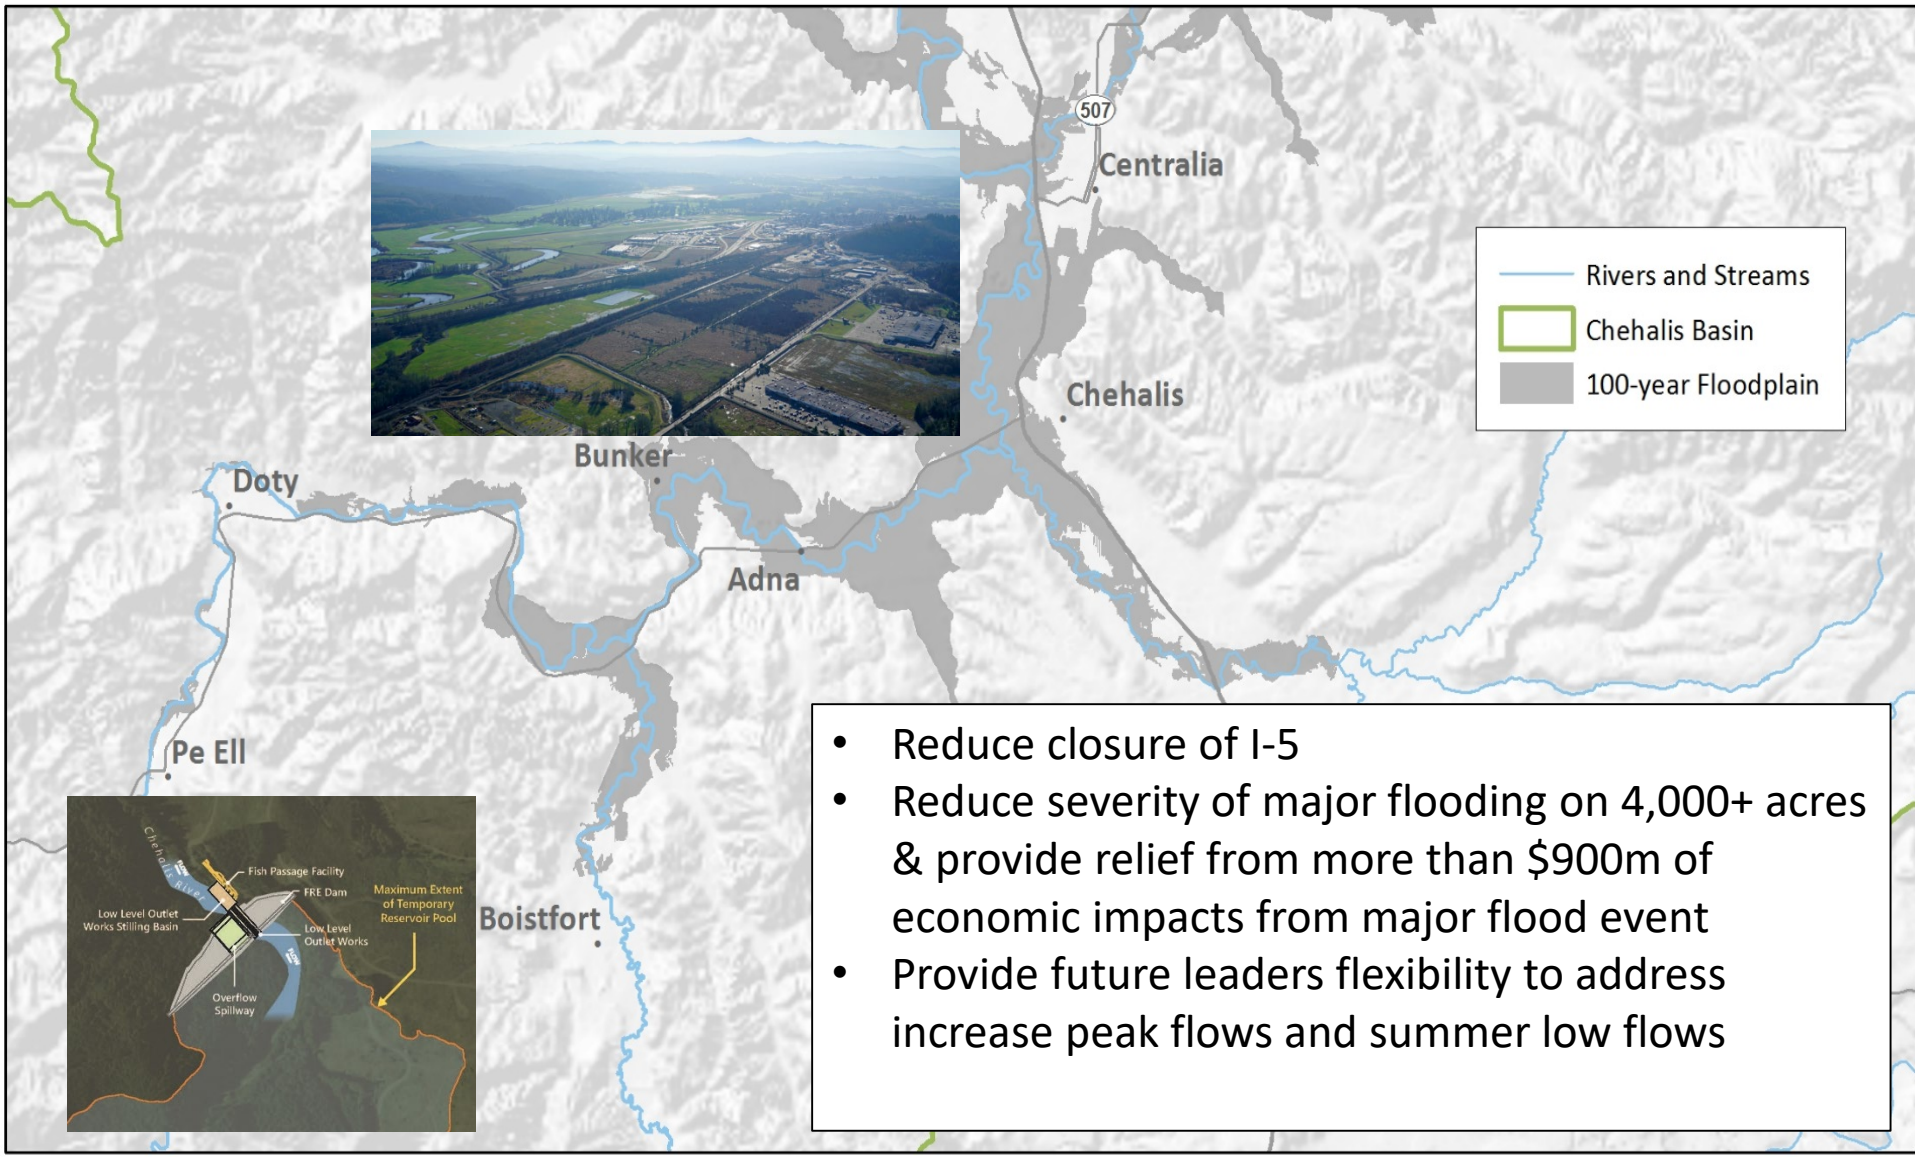 507
Centralia
Rivers and Streams
Chehalis Basin
100-year Floodplain
Chehalis
Bunker
Doty
Adna
Pe Ell
Boistfort
Chehalis River
FLOW
Fish Passage Facility
FRE Dam
Maximum Extent
of Temporary
Reservoir Pool
Low Level Outlet
Works Stilling Basin
Low Level
Outlet Works
FLOW
Overflow
Spillway
• Reduce closure of I-5
• Reduce severity of major flooding on 4,000+ acres
& provide relief from more than $900m of
economic impacts from major flood event
• Provide future leaders flexibility to address
increase peak flows and summer low flows